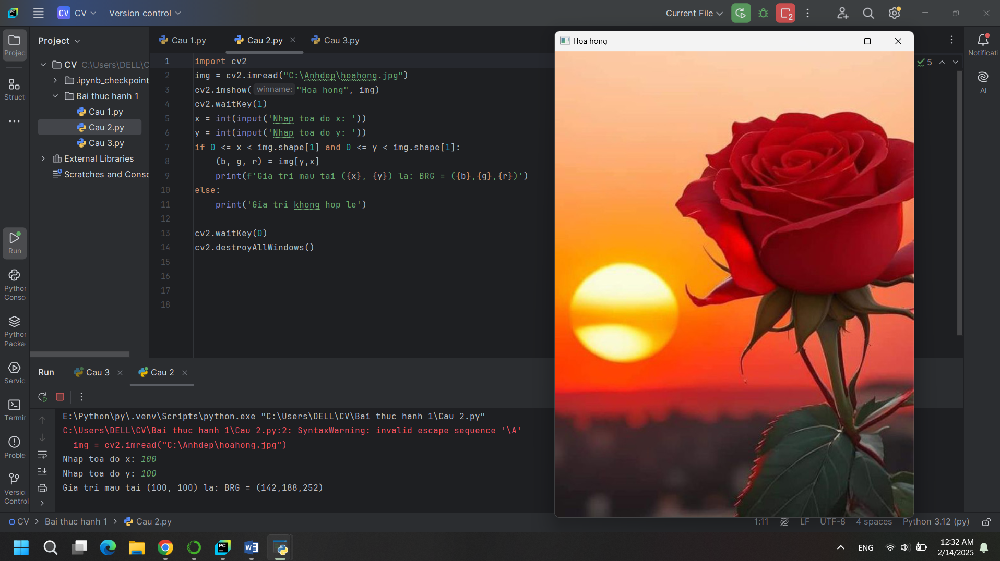 CV CV Version control Current File 2
Project Cau 1.py Cau 2.py Cau 3.py Hoa hong
Projec Notificat
CV C:\Users\DELL\C
.ipynb_checkpoint
Struct Bai thuc hanh 1 AI
Cau 1.py
Cau 2.py
Cau 3.py
External Libraries
Scratches and Consc
5
1 import cv2
2 img = cv2.imread("C:\Anhdep\hoahong.jpg")
3 cv2.imshow( winname: "Hoa hong", img)
4 cv2.waitKey(1)
5 x = int(input('Nhap toa do x: '))
6 y = int(input('Nhap toa do y: '))
7 if 0 <= x < img.shape[1] and 0 <= y < img.shape[1]:
8 (b, g, r) = img[y,x]
9 print(f'Gia tri mau tai ({x}, {y}) la: BRG = ({b},{g},{r})')
10 else:
11 print('Gia tri khong hop le')
12
13 cv2.waitKey(0)
14 cv2.destroyAllWindows()
15
16
17
18
Run
Pythor
Consc
Pythor
Packa
Servic
Termir
Proble
Versio
Control
Run Cau 3 Cau 2
E:\Python\py\.venv\Scripts\python.exe "C:\Users\DELL\CV\Bai thuc hanh 1\Cau 2.py"
C:\Users\DELL\CV\Bai thuc hanh 1\Cau 2.py:2: SyntaxWarning: invalid escape sequence '\A'
img = cv2.imread("C:\Anhdep\hoahong.jpg")
Nhap toa do x: 100
Nhap toa do y: 100
Gia tri mau tai (100, 100) la: BRG = (142,188,252)
CV > Bai thuc hanh 1 > Cau 2.py 1:11 LF UTF-8 4 spaces Python 3.12 (py)
PC W ENG 12:32 AM
2/14/2025